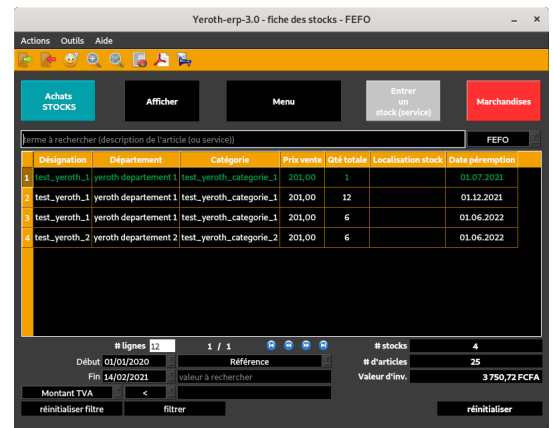 Yeroth-erp-3.0 - fiche des stocks - FEFO
Actions Outils Aide
Achats STOCKS
Afficher
Menu
Entrer un stock (service)
Marchandises
terme à rechercher (description de l'article (ou service))
FEFO
Désignation Département Catégorie Prix vente Qté totale Localisation stock Date péremption
1 test_yeroth_1 yeroth departement 1 test_yeroth_categorie_1 201,00 1 01.07.2021
2 test_yeroth_1 yeroth departement 1 test_yeroth_categorie_1 201,00 12 01.12.2021
3 test_yeroth_1 yeroth departement 1 test_yeroth_categorie_1 201,00 6 01.06.2022
4 test_yeroth_2 yeroth departement 2 test_yeroth_categorie_2 201,00 6 01.06.2022
# lignes 12 1 / 1 # stocks 4
Début 01/01/2020 Référence # d'articles 25
Fin 14/02/2021 valeur à rechercher Valeur d'inv. 3 750,72 FCFA
Montant TVA <
réinitialiser filtre filtrer réinitialiser